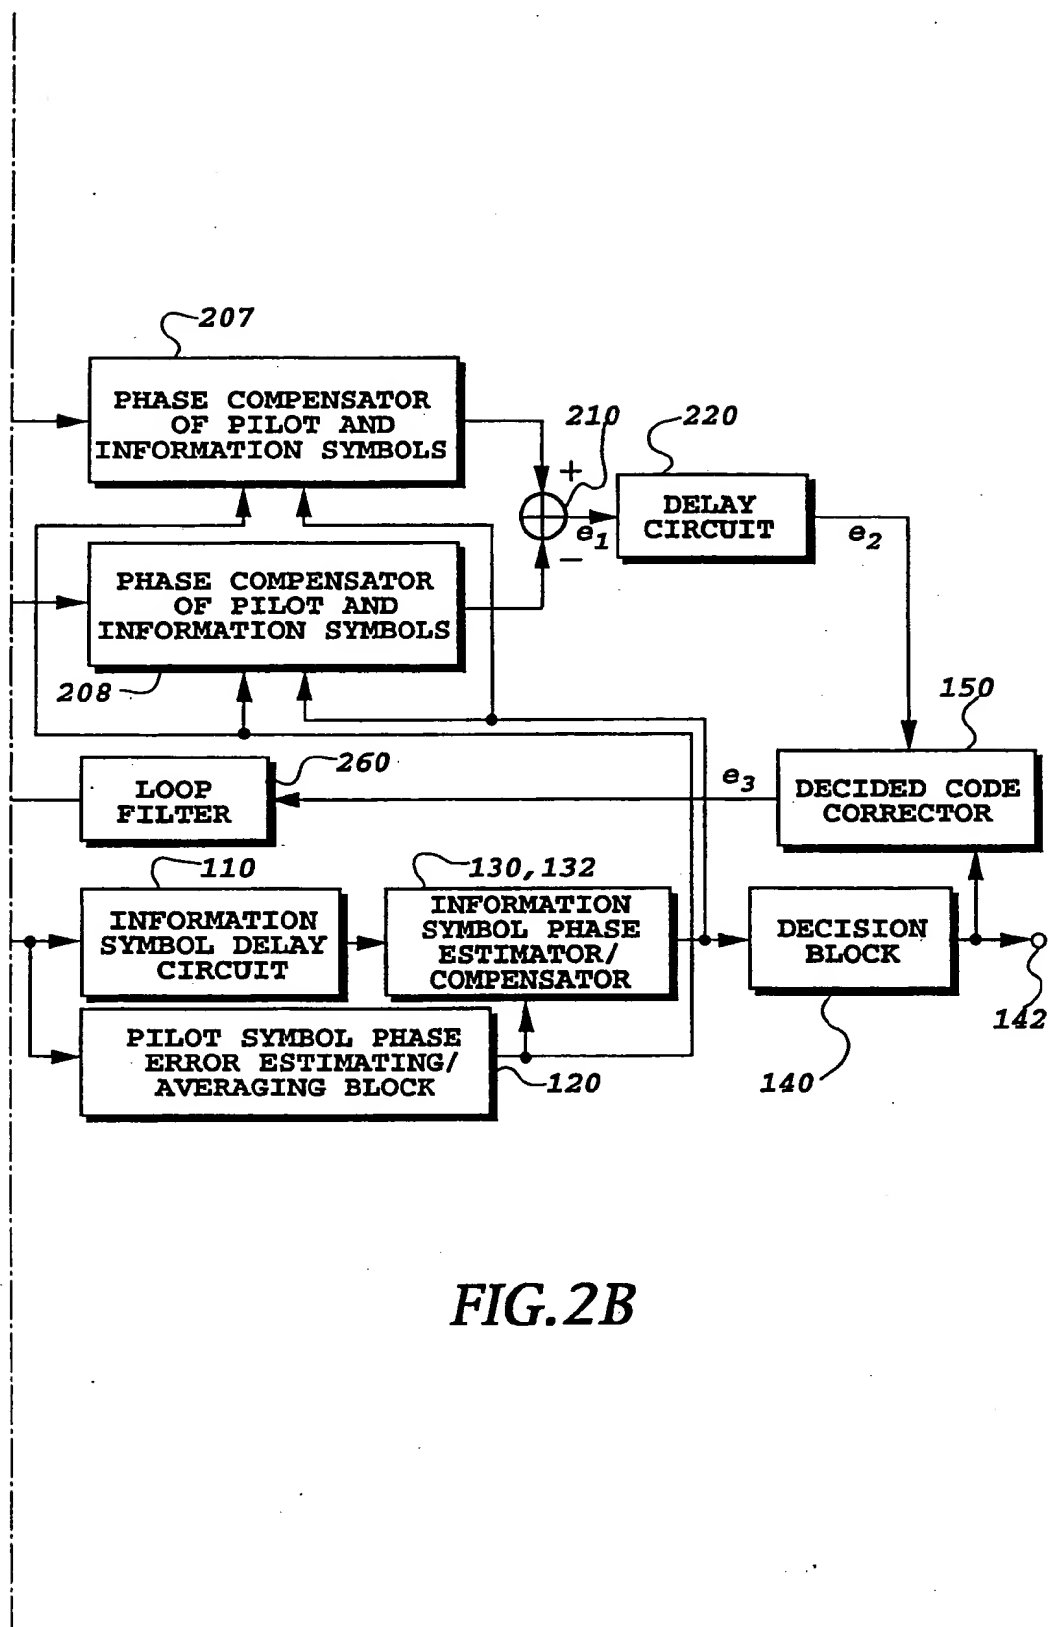 207
PHASE COMPENSATOR
OF PILOT AND
INFORMATION SYMBOLS
210
220
+
e1
−
DELAY
CIRCUIT
e2
PHASE COMPENSATOR
OF PILOT AND
INFORMATION SYMBOLS
208
150
260
LOOP
FILTER
e3
DECIDED CODE
CORRECTOR
110
130,132
INFORMATION
SYMBOL DELAY
CIRCUIT
INFORMATION
SYMBOL PHASE
ESTIMATOR/
COMPENSATOR
DECISION
BLOCK
142
PILOT SYMBOL PHASE
ERROR ESTIMATING/
AVERAGING BLOCK
120
140
FIG.2B